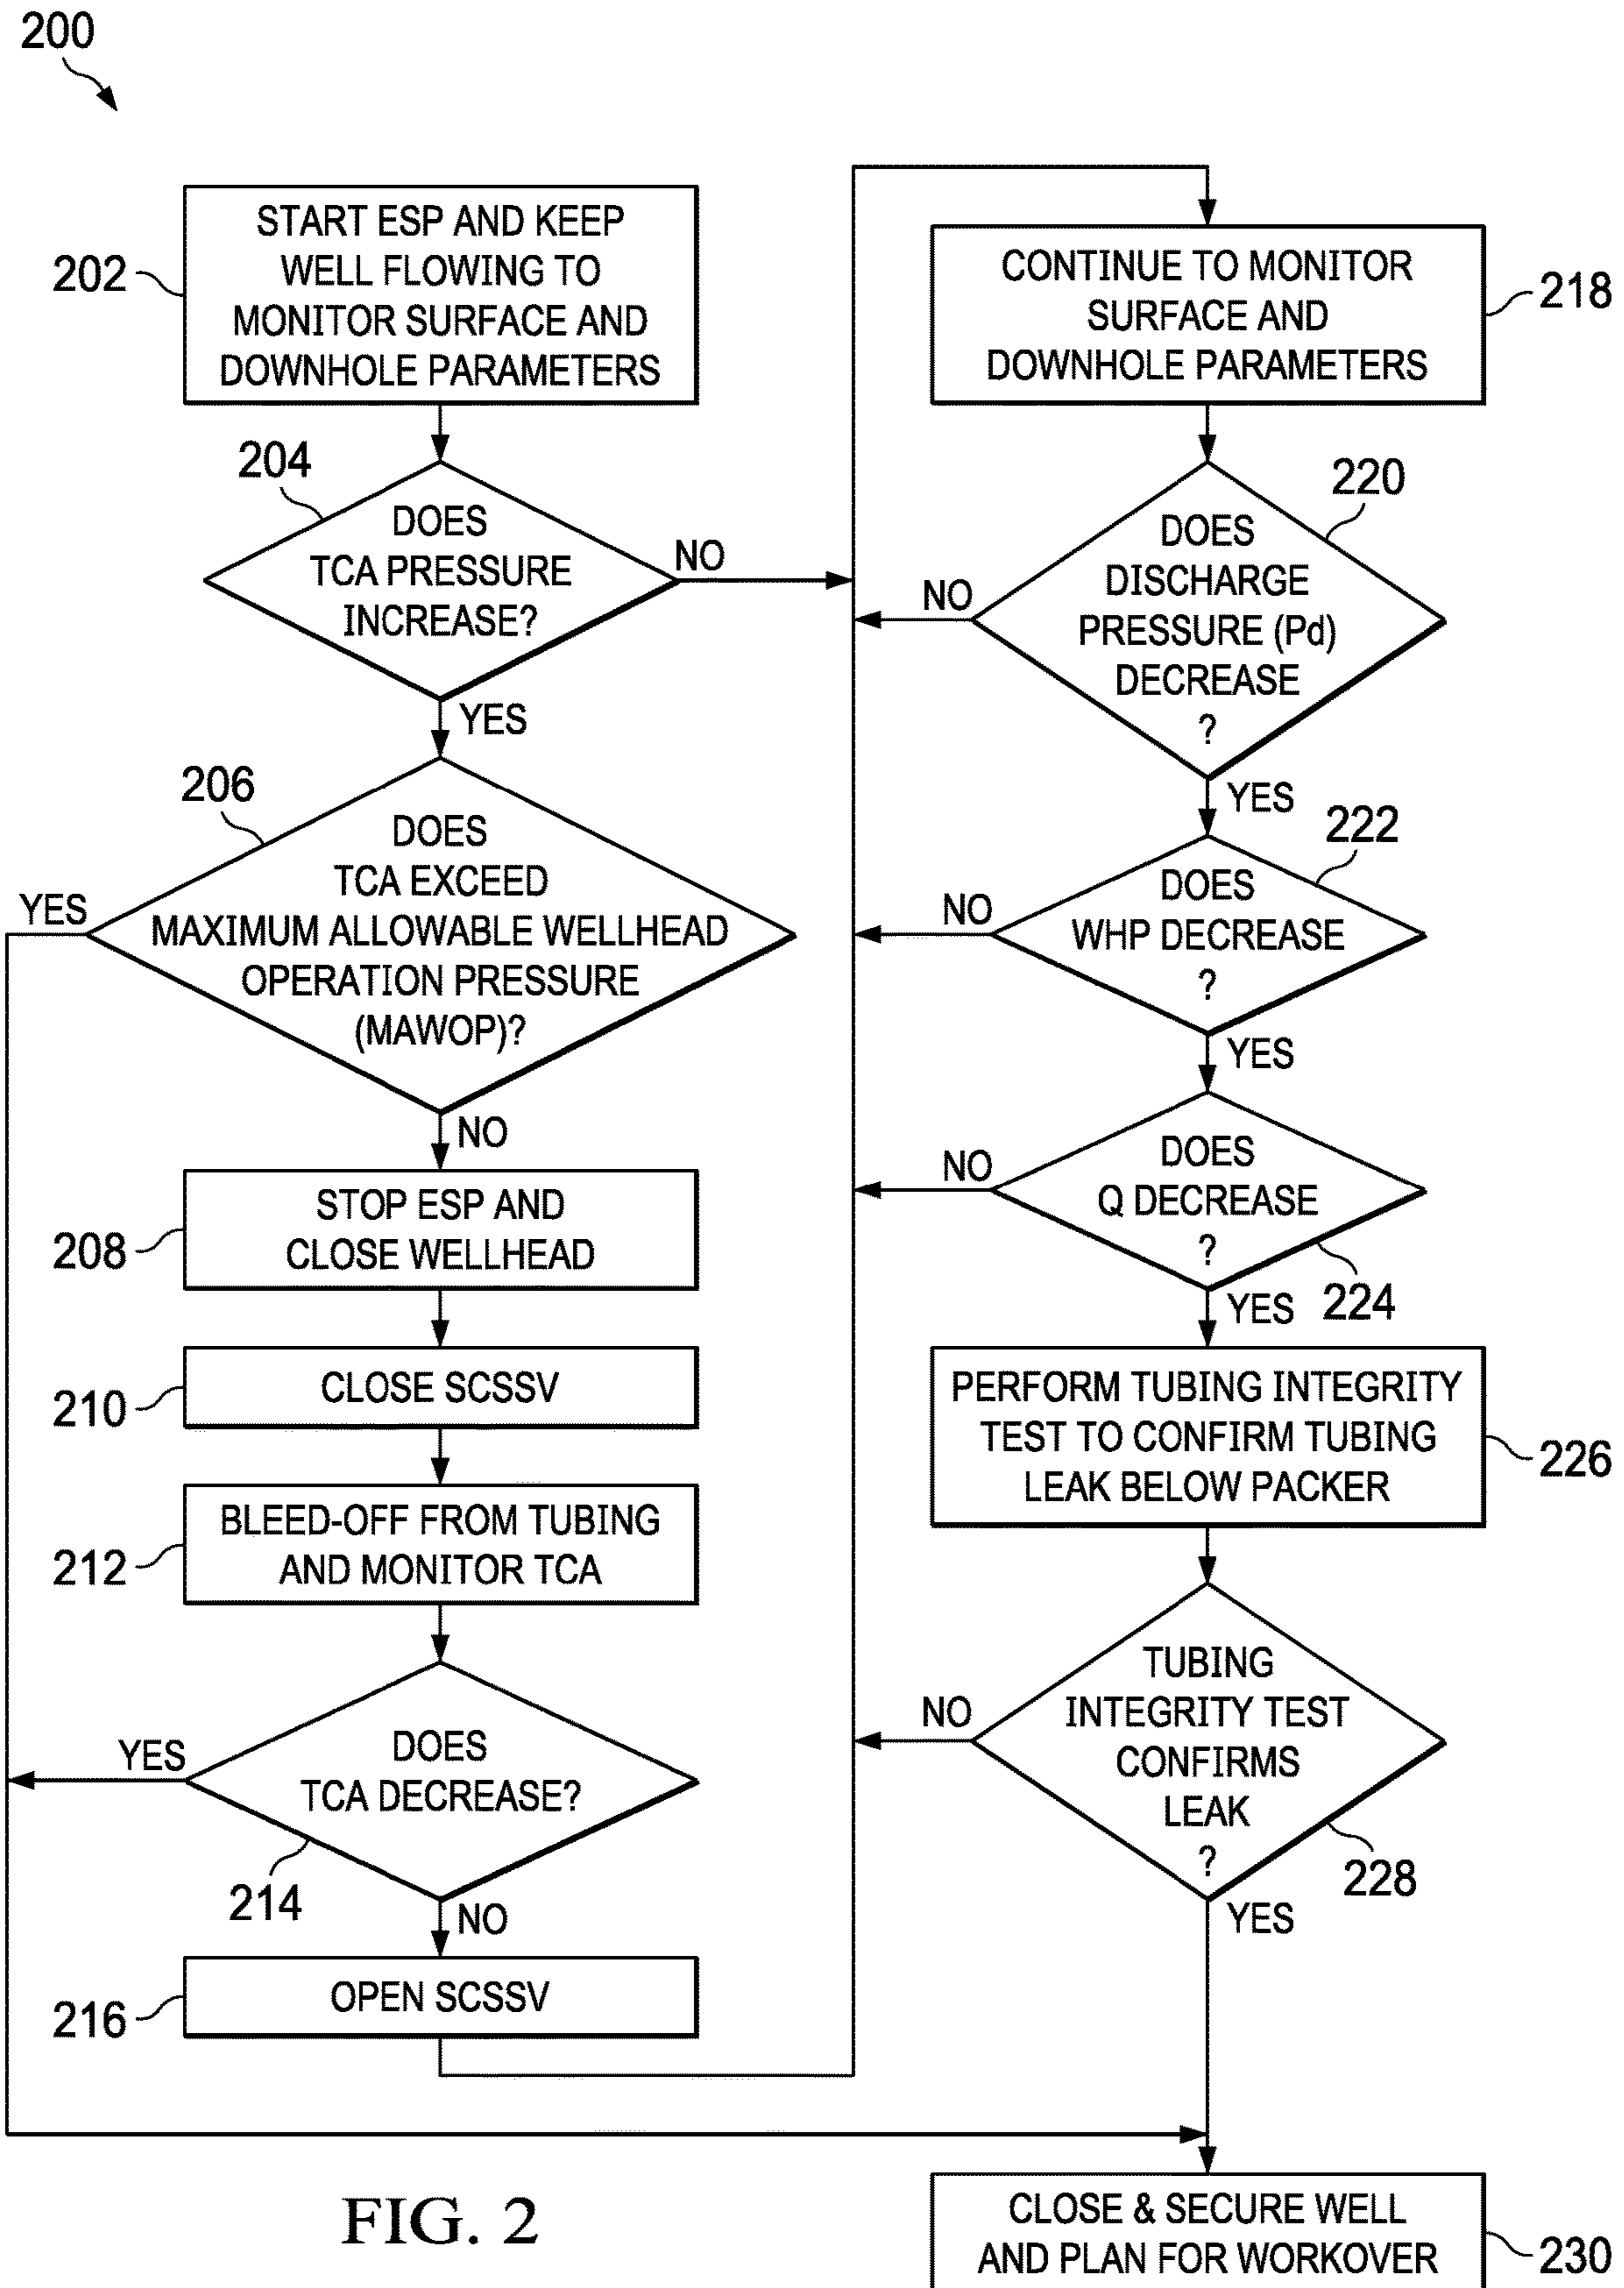 200
202
START ESP AND KEEP
WELL FLOWING TO
MONITOR SURFACE AND
DOWNHOLE PARAMETERS
204
DOES
TCA PRESSURE
INCREASE?
NO
YES
206
DOES
TCA EXCEED
MAXIMUM ALLOWABLE WELLHEAD
OPERATION PRESSURE
(MAWOP)?
YES
NO
208
STOP ESP AND
CLOSE WELLHEAD
210
CLOSE SCSSV
212
BLEED-OFF FROM TUBING
AND MONITOR TCA
DOES
TCA DECREASE?
YES
214
NO
216
OPEN SCSSV
CONTINUE TO MONITOR
SURFACE AND
DOWNHOLE PARAMETERS
218
220
DOES
DISCHARGE
PRESSURE (Pd)
DECREASE
?
NO
YES
222
DOES
WHP DECREASE
?
NO
YES
DOES
Q DECREASE
?
NO
224
YES
PERFORM TUBING INTEGRITY
TEST TO CONFIRM TUBING
LEAK BELOW PACKER
226
TUBING
INTEGRITY TEST
CONFIRMS
LEAK
?
NO
228
YES
CLOSE & SECURE WELL
AND PLAN FOR WORKOVER
230
FIG. 2